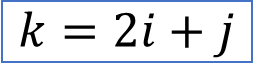 k = 2i + j